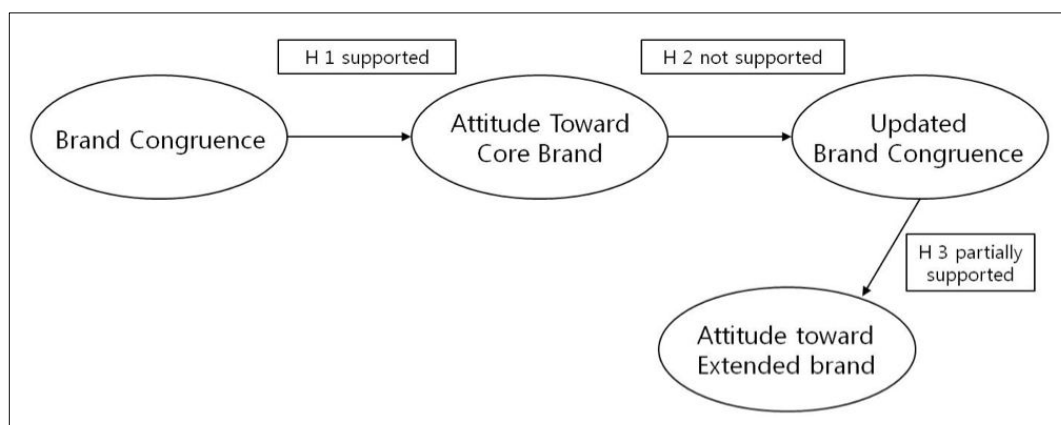 H 1 supported
H 2 not supported
Brand Congruence
Attitude Toward
Core Brand
Updated
Brand Congruence
H 3 partially
supported
Attitude toward
Extended brand